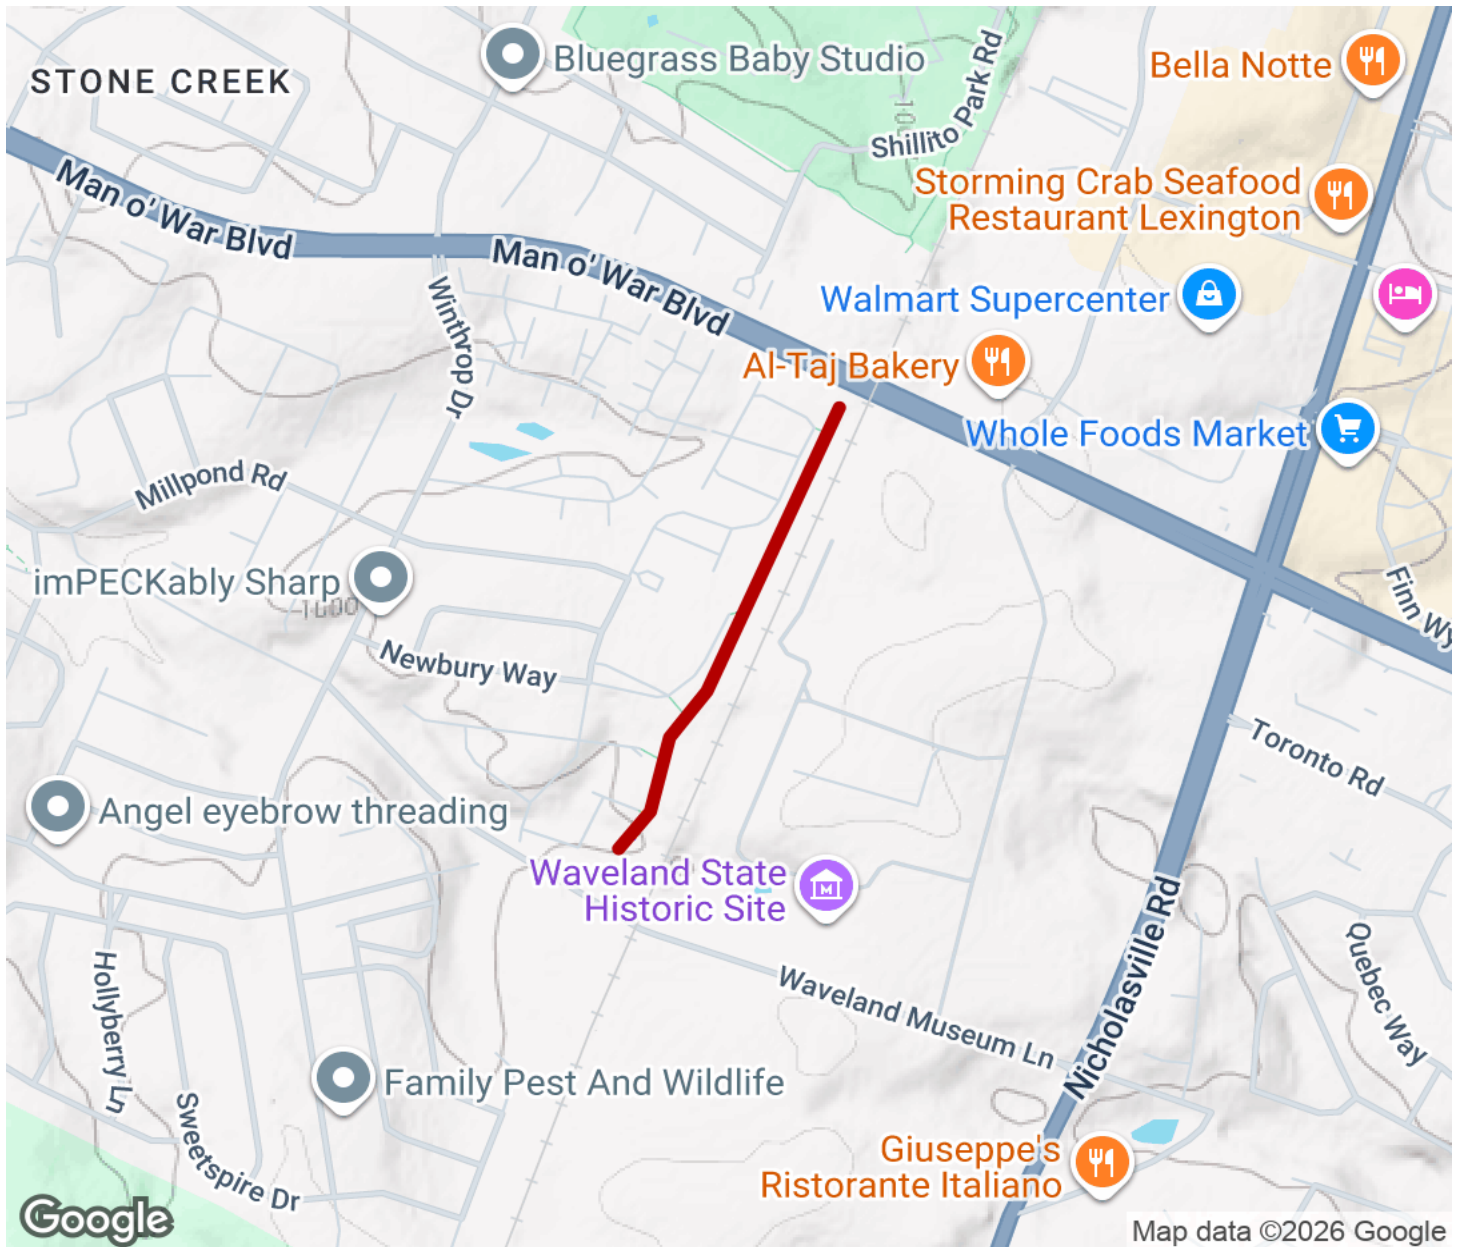 Bluegrass Baby Studio
STONE CREEK
Bella Notte
Shillito Park Rd
Man o' War Blvd
Man o' War Blvd
Storming Crab Seafood
Restaurant Lexington
Walmart Supercenter
Winthrop Dr
Al-Taj Bakery
Whole Foods Market
Millpond Rd
imPECKably Sharp
1000
Finn Wy
Newbury Way
Toronto Rd
Angel eyebrow threading
Waveland State
Historic Site
Nicholasville Rd
Quebec Way
Hollyberry Ln
Waveland Museum Ln
Family Pest And Wildlife
Sweetspire Dr
Giuseppe's
Ristorante Italiano
Google
Map data ©2026 Google